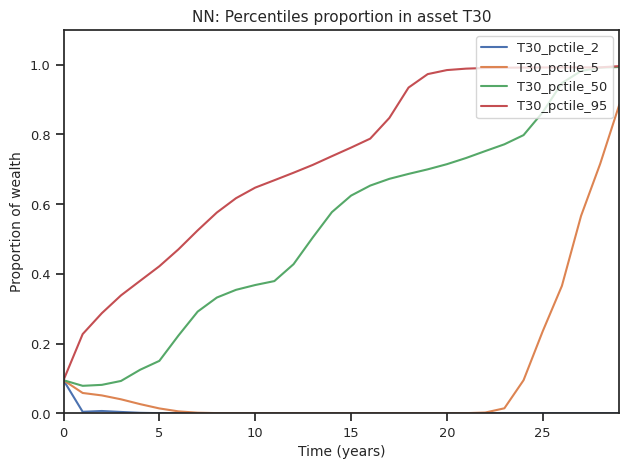 NN: Percentiles proportion in asset T30
T30_pctile_2
T30_pctile_5
T30_pctile_50
T30_pctile_95
Proportion of wealth
1.0
0.8
0.6
0.4
0.2
0.0
0 5 10 15 20 25
Time (years)